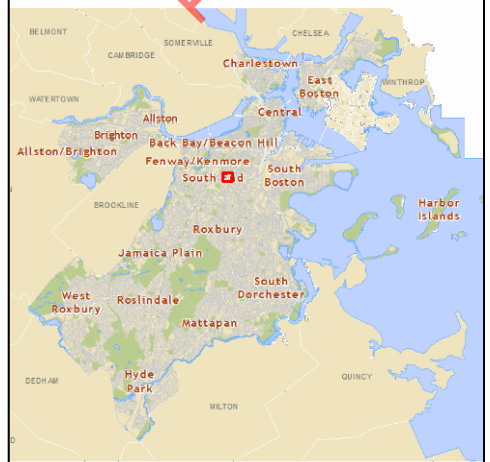 BELMONT
CHELSEA
SOMERVILLE
CAMBRIDGE
Charlestown
East
Boston
WINTHROP
WATERTOWN
Central
Allston
Brighton
Back Bay/Beacon Hill
Allston/Brighton
Fenway/Kenmore
South
South
Boston
BROOKLINE
Harbor
Islands
Roxbury
Jamaica Plain
South
Dorchester
West
Roxbury
Roslindale
Mattapan
Hyde
Park
DEDHAM
QUINCY
MILTON
D